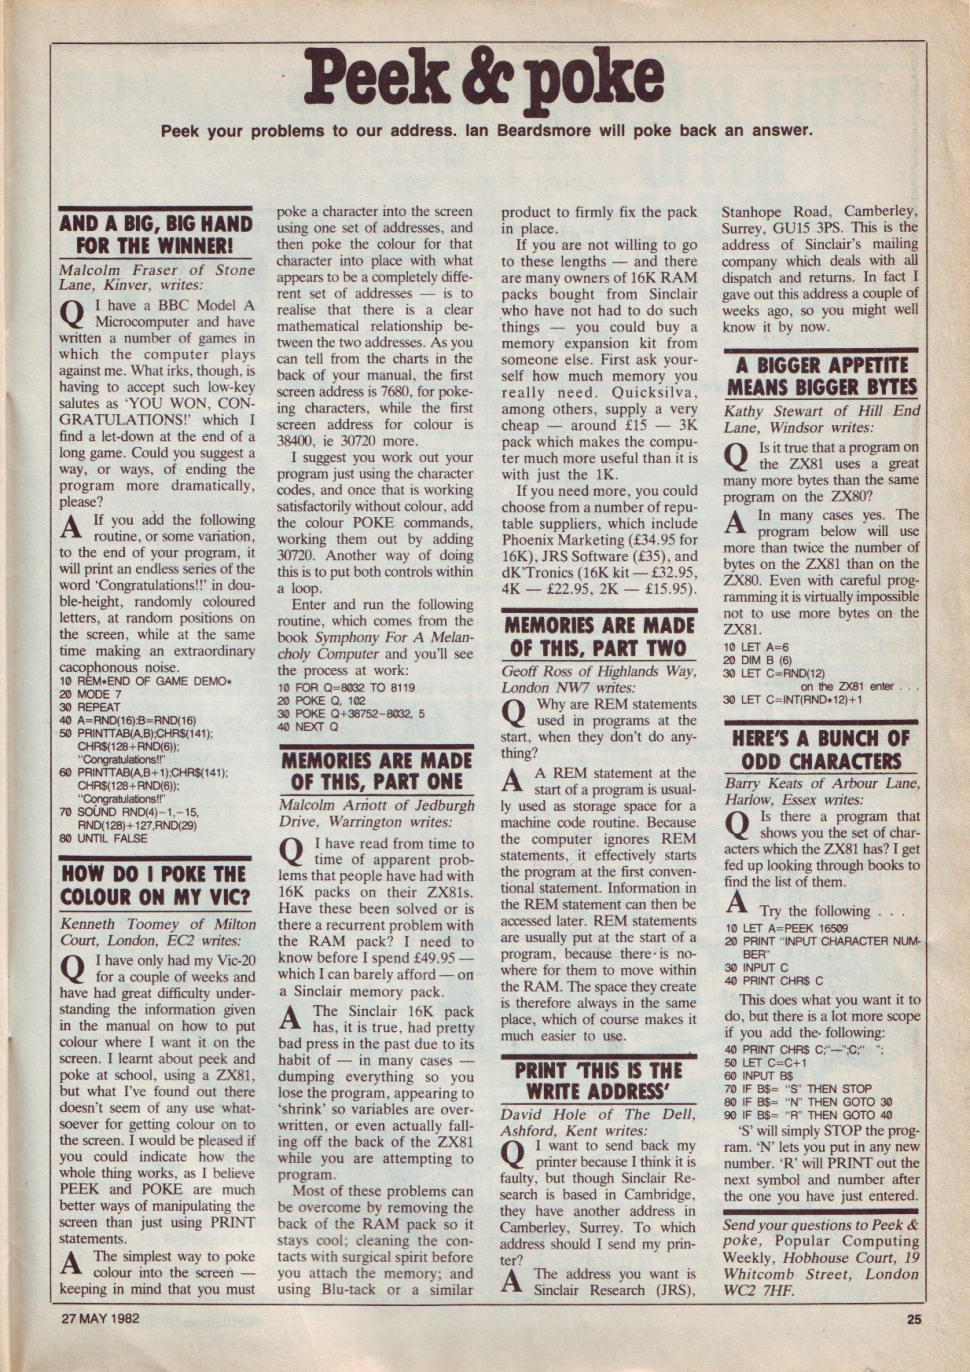 Peek & poke
Peek your problems to our address. Ian Beardsmore will poke back an answer.
AND A BIG, BIG HAND
FOR THE WINNER!
Malcolm Fraser of Stone
Lane, Kinver, writes:
Q I have a BBC Model A
Microcomputer and have
written a number of games in
which the computer plays
against me. What irks, though, is
having to accept such low-key
salutes as ‘YOU WON, CON-
GRATULATIONS!’ which I
find a let-down at the end of a
long game. Could you suggest a
way, or ways, of ending the
program more dramatically,
please?
A If you add the following
routine, or some variation,
to the end of your program, it
will print an endless series of the
word ‘Congratulations!!’ in dou-
ble-height, randomly coloured
letters, at random positions on
the screen, while at the same
time making an extraordinary
cacophonous noise.
10 REM*END OF GAME DEMO*
20 MODE 7
30 REPEAT
40 A=RND(16):B=RND(16)
50 PRINTTAB(A,B);CHR$(141);
CHR$(128+RND(6));
“Congratulations!!”
60 PRINTTAB(A,B+1);CHR$(141);
CHR$(128+RND(6));
“Congratulations!!”
70 SOUND RND(4)-1,-15,
RND(128)+127,RND(29)
80 UNTIL FALSE
HOW DO I POKE THE
COLOUR ON MY VIC?
Kenneth Toomey of Milton
Court, London, EC2 writes:
Q I have only had my Vic-20
for a couple of weeks and
have had great difficulty under-
standing the information given
in the manual on how to put
colour where I want it on the
screen. I learnt about peek and
poke at school, using a ZX81,
but what I’ve found out there
doesn’t seem of any use what-
soever for getting colour on to
the screen. I would be pleased if
you could indicate how the
whole thing works, as I believe
PEEK and POKE are much
better ways of manipulating the
screen than just using PRINT
statements.
A The simplest way to poke
colour into the screen —
keeping in mind that you must
poke a character into the screen
using one set of addresses, and
then poke the colour for that
character into place with what
appears to be a completely diffe-
rent set of addresses — is to
realise that there is a clear
mathematical relationship be-
tween the two addresses. As you
can tell from the charts in the
back of your manual, the first
screen address is 7680, for pok-
ing characters, while the first
screen address for colour is
38400, ie 30720 more.
I suggest you work out your
program just using the character
codes, and once that is working
satisfactorily without colour, add
the colour POKE commands,
working them out by adding
30720. Another way of doing
this is to put both controls within
a loop.
Enter and run the following
routine, which comes from the
book Symphony For A Melan-
choly Computer and you’ll see
the process at work:
10 FOR Q=8032 TO 8119
20 POKE Q, 102
30 POKE Q+38752-8032, 5
40 NEXT Q
MEMORIES ARE MADE
OF THIS, PART ONE
Malcolm Arnott of Jedburgh
Drive, Warrington writes:
Q I have read from time to
time of apparent prob-
lems that people have had with
16K packs on their ZX81s.
Have these been solved or is
there a recurrent problem with
the RAM pack? I need to
know before I spend £49.95 —
which I can barely afford — on
a Sinclair memory pack.
A The Sinclair 16K pack
has, it is true, had pretty
bad press in the past due to its
habit of — in many cases —
dumping everything so you
lose the program, appearing to
‘shrink’ so variables are over-
written, or even actually fall-
ing off the back of the ZX81
while you are attempting to
program.
Most of these problems can
be overcome by removing the
back of the RAM pack so it
stays cool; cleaning the con-
tacts with surgical spirit before
you attach the memory; and
using Blu-tack or a similar
product to firmly fix the pack
in place.
If you are not willing to go
to these lengths — and there
are many owners of 16K RAM
packs bought from Sinclair
who have not had to do such
things — you could buy a
memory expansion kit from
someone else. First ask your-
self how much memory you
really need. Quicksilva,
among others, supply a very
cheap — around £15 — 3K
pack which makes the compu-
ter much more useful than it is
with just the 1K.
If you need more, you could
choose from a number of repu-
table suppliers, which include
Phoenix Marketing (£34.95 for
16K), JRS Software (£35), and
dK’Tronics (16K kit — £32.95,
4K — £22.95, 2K — £15.95).
MEMORIES ARE MADE
OF THIS, PART TWO
Geoff Ross of Highlands Way,
London NW7 writes:
Q Why are REM statements
used in programs at the
start, when they don’t do any-
thing?
A A REM statement at the
start of a program is usual-
ly used as storage space for a
machine code routine. Because
the computer ignores REM
statements, it effectively starts
the program at the first conven-
tional statement. Information in
the REM statement can then be
accessed later. REM statements
are usually put at the start of a
program, because there is no-
where for them to move within
the RAM. The space they create
is therefore always in the same
place, which of course makes it
much easier to use.
PRINT ‘THIS IS THE
WRITE ADDRESS’
David Hole of The Dell,
Ashford, Kent writes:
Q I want to send back my
printer because I think it is
faulty, but though Sinclair Re-
search is based in Cambridge,
they have another address in
Camberley, Surrey. To which
address should I send my prin-
ter?
A The address you want is
Sinclair Research (JRS),
Stanhope Road, Camberley,
Surrey, GU15 3PS. This is the
address of Sinclair’s mailing
company which deals with all
dispatch and returns. In fact I
gave out this address a couple of
weeks ago, so you might well
know it by now.
A BIGGER APPETITE
MEANS BIGGER BYTES
Kathy Stewart of Hill End
Lane, Windsor writes:
Q Is it true that a program on
the ZX81 uses a great
many more bytes than the same
program on the ZX80?
A In many cases yes. The
program below will use
more than twice the number of
bytes on the ZX81 than on the
ZX80. Even with careful prog-
ramming it is virtually impossible
not to use more bytes on the
ZX81.
10 LET A=6
20 DIM B (6)
30 LET C=RND(12)
on the ZX81 enter . . .
30 LET C=INT(RND*12)+1
HERE’S A BUNCH OF
ODD CHARACTERS
Barry Keats of Arbour Lane,
Harlow, Essex writes:
Q Is there a program that
shows you the set of char-
acters which the ZX81 has? I get
fed up looking through books to
find the list of them.
A Try the following . . .
10 LET A=PEEK 16509
20 PRINT “INPUT CHARACTER NUM-
BER”
30 INPUT C
40 PRINT CHR$ C
This does what you want it to
do, but there is a lot more scope
if you add the following:
40 PRINT CHR$ C;“—”;C;“ ”;
50 LET C=C+1
60 INPUT B$
70 IF B$= “S” THEN STOP
80 IF B$= “N” THEN GOTO 30
90 IF B$= “R” THEN GOTO 40
‘S’ will simply STOP the prog-
ram. ‘N’ lets you put in any new
number. ‘R’ will PRINT out the
next symbol and number after
the one you have just entered.
Send your questions to Peek &
poke, Popular Computing
Weekly, Hobhouse Court, 19
Whitcomb Street, London
WC2 7HF.
27 MAY 1982
25